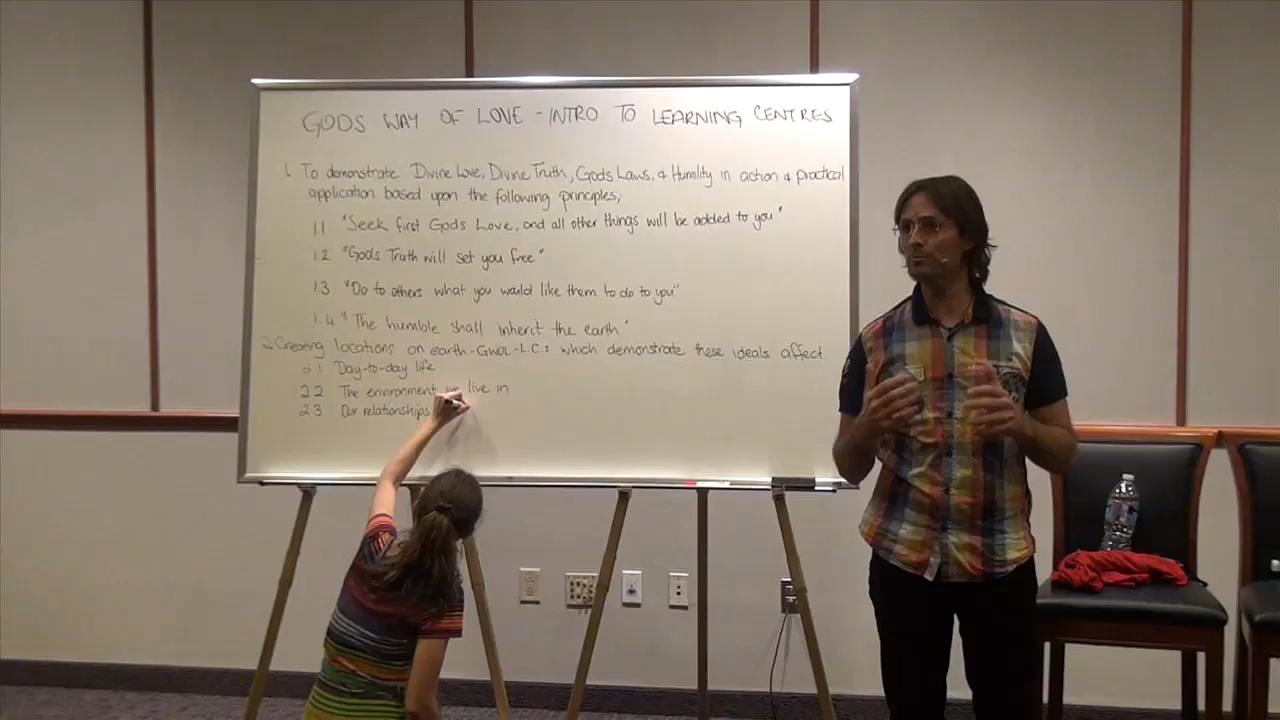 GODS WAY OF LOVE - INTRO TO LEARNING CENTRES
1. To demonstrate Divine Love, Divine Truth, Gods Laws, & Humility in action & practical
application based upon the following principles;
1.1 "Seek first Gods Love, and all other things will be added to you"
1.2 "Gods Truth will set you free"
1.3 "Do to others what you would like them to do to you"
1.4 "The humble shall inherit the earth"
2. Creating locations on earth - GWOL - L.C.s which demonstrate these ideals affect
2.1 Day-to-day life
2.2 The environment we live in
2.3 Our relationships